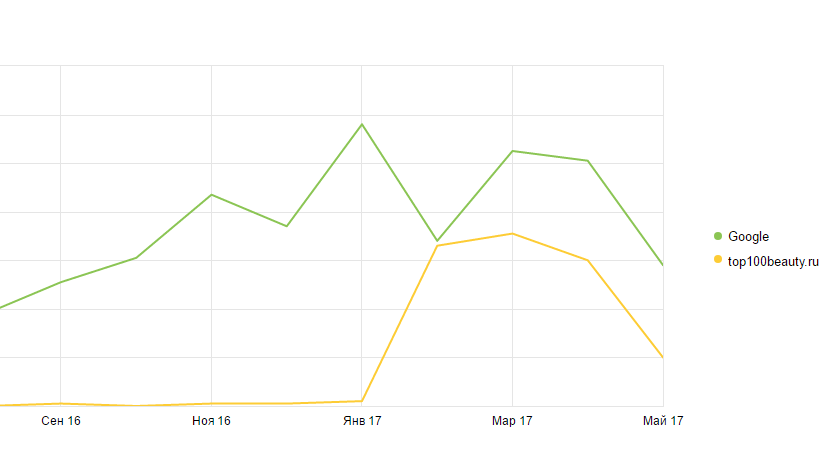 Google
top100beauty.ru
Сен 16 Ноя 16 Янв 17 Мар 17 Май 17